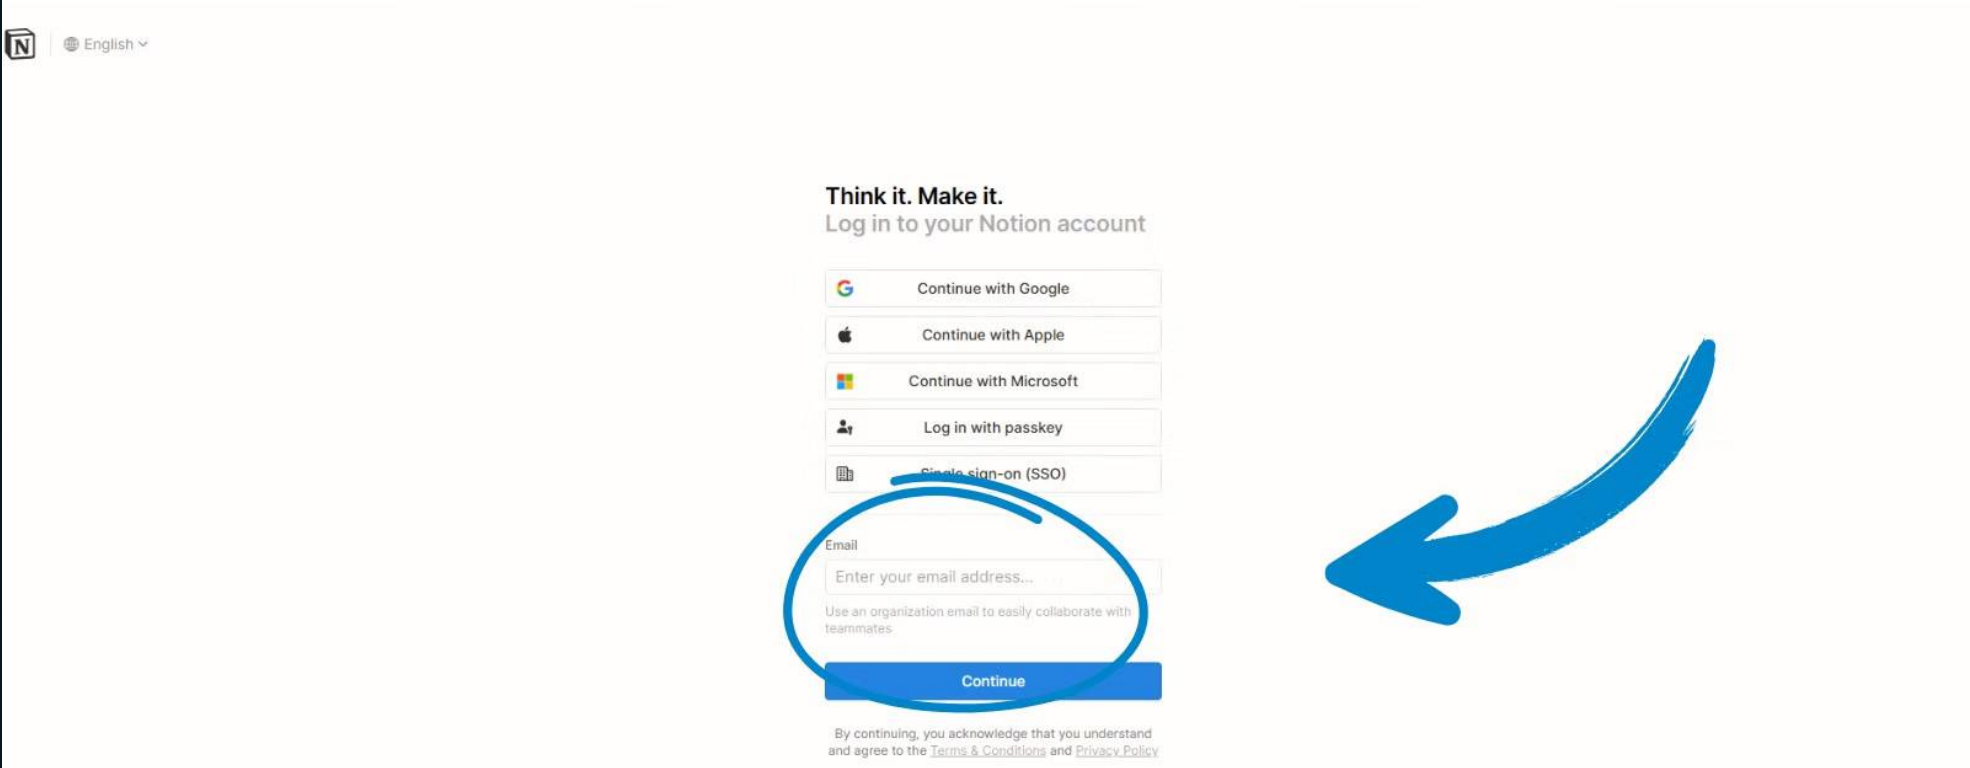 N
English
Think it. Make it.
Log in to your Notion account
Continue with Google
Continue with Apple
Continue with Microsoft
Log in with passkey
Single sign-on (SSO)
Email
Enter your email address...
Use an organization email to easily collaborate with
teammates
Continue
By continuing, you acknowledge that you understand
and agree to the Terms & Conditions and Privacy Policy